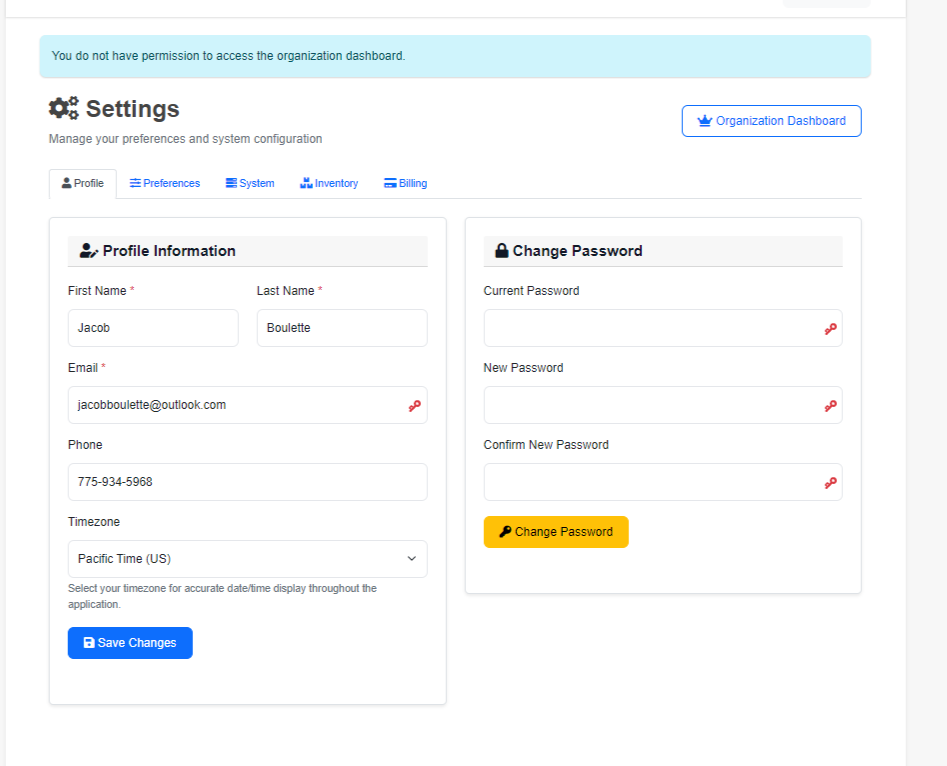 You do not have permission to access the organization dashboard.
Settings
Manage your preferences and system configuration
Organization Dashboard
Profile Preferences System Inventory Billing
Profile Information
First Name * Last Name *
Jacob Boulette
Email *
jacobboulette@outlook.com
Phone
775-934-5968
Timezone
Pacific Time (US)
Select your timezone for accurate date/time display throughout the
application.
Save Changes
Change Password
Current Password
New Password
Confirm New Password
Change Password